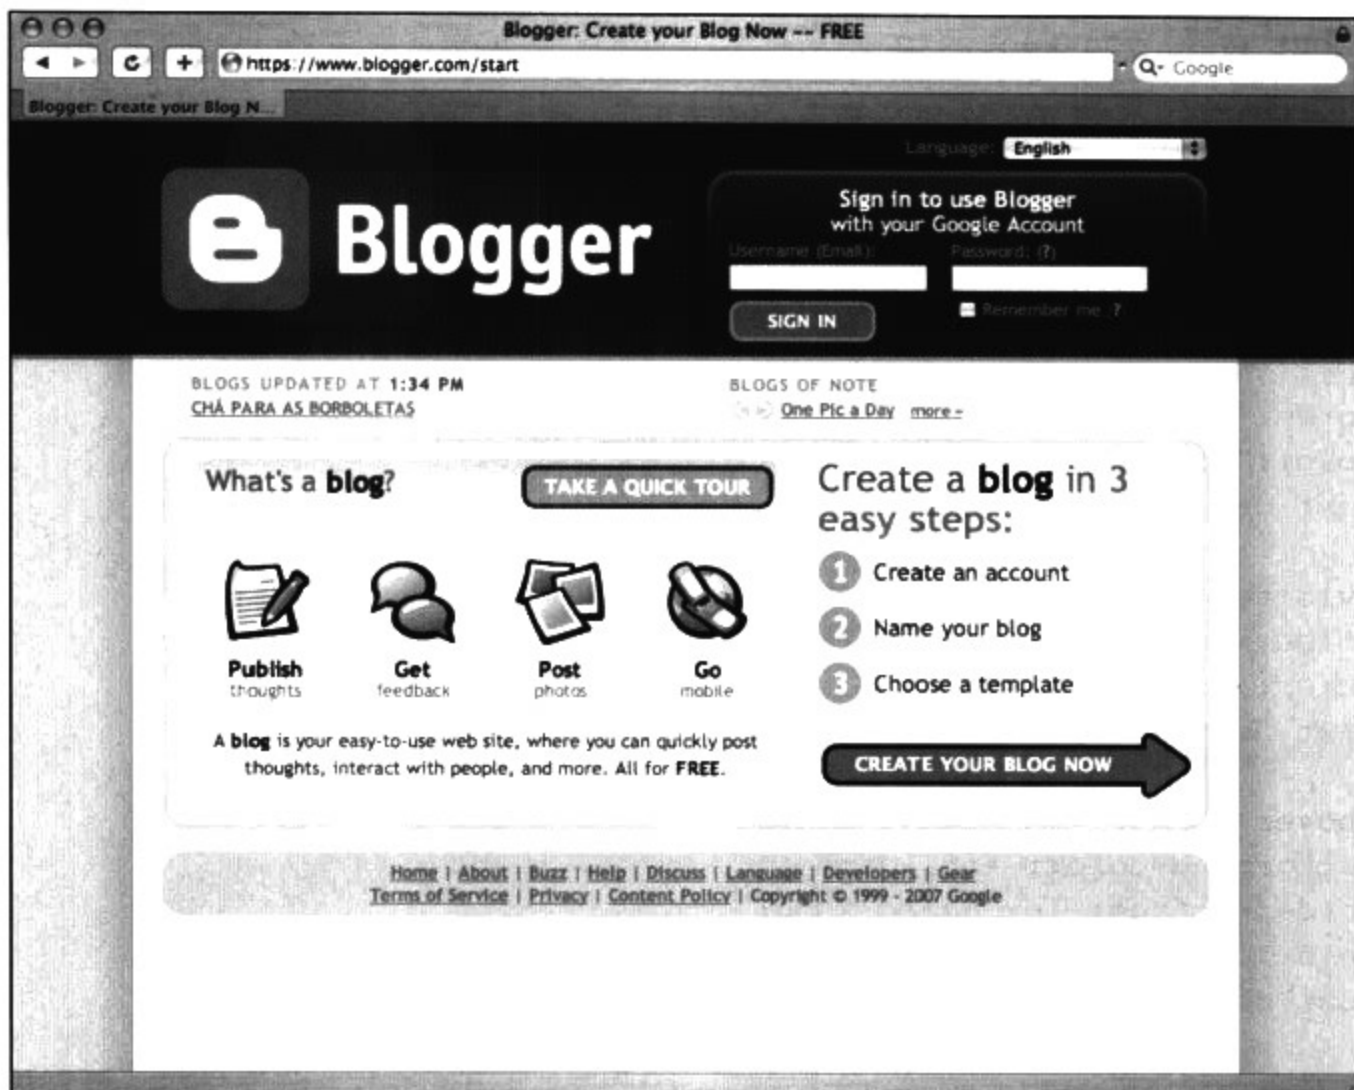 Blogger: Create your Blog Now -- FREE
https://www.blogger.com/start
Google
Blogger: Create your Blog N...
Language: English
Blogger
Sign in to use Blogger
with your Google Account
Username (Email): Password: (?)
Remember me ?
SIGN IN
BLOGS UPDATED AT 1:34 PM
CHÁ PARA AS BORBOLETAS
BLOGS OF NOTE
One Pic a Day more »
What's a blog?
TAKE A QUICK TOUR
Publish
thoughts
Get
feedback
Post
photos
Go
mobile
A blog is your easy-to-use web site, where you can quickly post
thoughts, interact with people, and more. All for FREE.
Create a blog in 3
easy steps:
1 Create an account
2 Name your blog
3 Choose a template
CREATE YOUR BLOG NOW
Home | About | Buzz | Help | Discuss | Language | Developers | Gear
Terms of Service | Privacy | Content Policy | Copyright © 1999 - 2007 Google